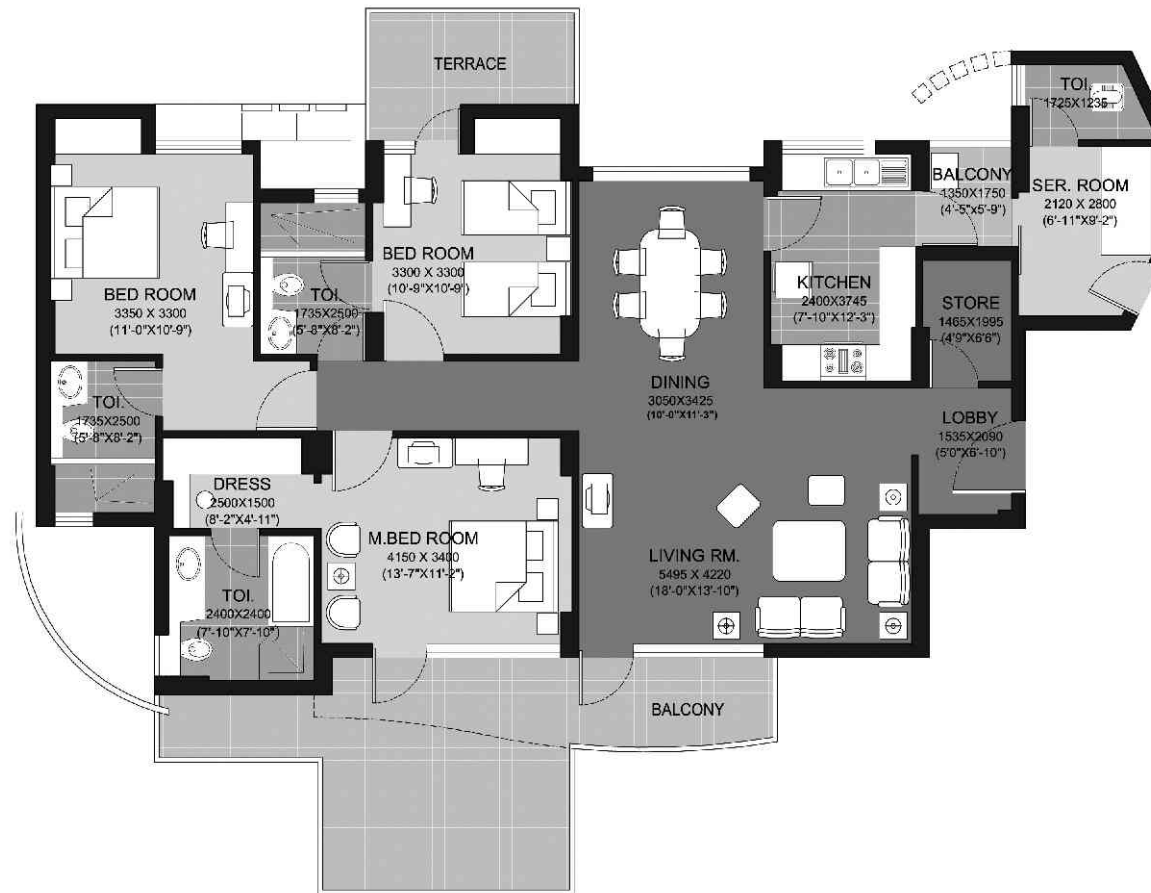 TERRACE
TOI.
1725X1235
BALCONY
1350X1750
(4'-5"x5'-9")
SER. ROOM
2120 X 2800
(6'-11"X9'-2")
BED ROOM
3300 X 3300
(10'-9"X10'-9")
BED ROOM
3350 X 3300
(11'-0"X10'-9")
TOI.
1735X2500
(5'-8"X8'-2")
KITCHEN
2400X3745
(7'-10"X12'-3")
STORE
1465X1995
(4'9"X6'6")
DINING
3050X3425
(10'-0"X11'-3")
TOI.
1735X2500
(5'-8"X8'-2")
LOBBY
1535X2090
(5'0"X6'-10")
DRESS
2500X1500
(8'-2"X4'-11")
M.BED ROOM
4150 X 3400
(13'-7"X11'-2")
LIVING RM.
5495 X 4220
(18'-0"X13'-10")
TOI.
2400X2400
(7'-10"X7'-10")
BALCONY